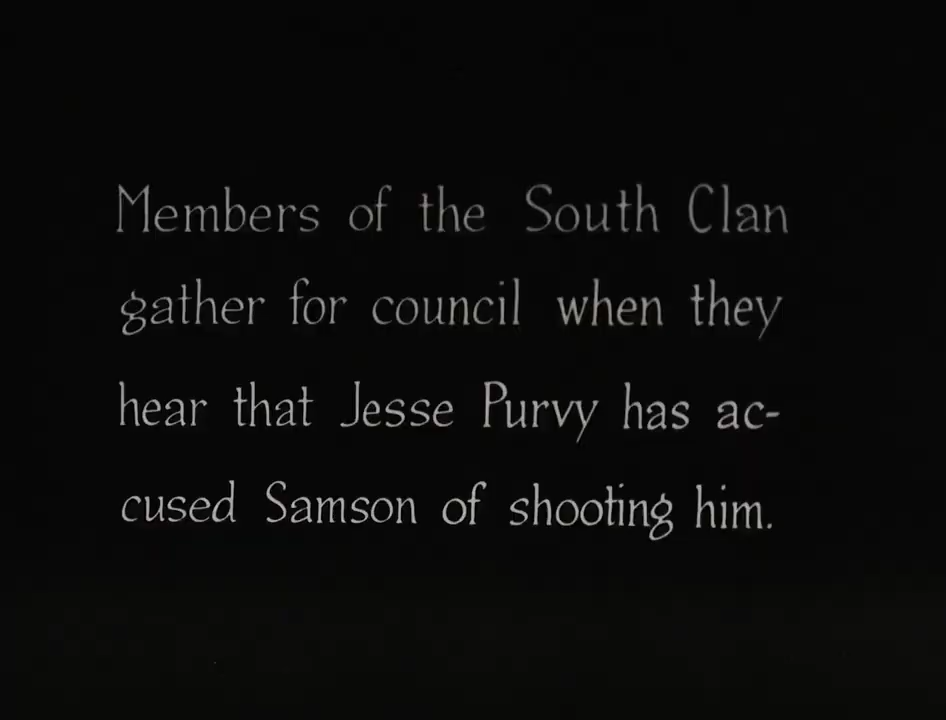 Members of the South Clan
gather for council when they
hear that Jesse Purvy has ac-
cused Samson of shooting him.